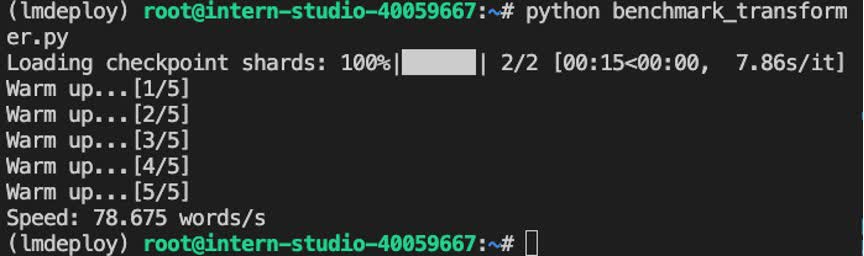 (lmdeploy) root@intern-studio-40059667:~# python benchmark_transform
er.py
Loading checkpoint shards: 100%|██████| 2/2 [00:15<00:00,  7.86s/it]
Warm up...[1/5]
Warm up...[2/5]
Warm up...[3/5]
Warm up...[4/5]
Warm up...[5/5]
Speed: 78.675 words/s
(lmdeploy) root@intern-studio-40059667:~#